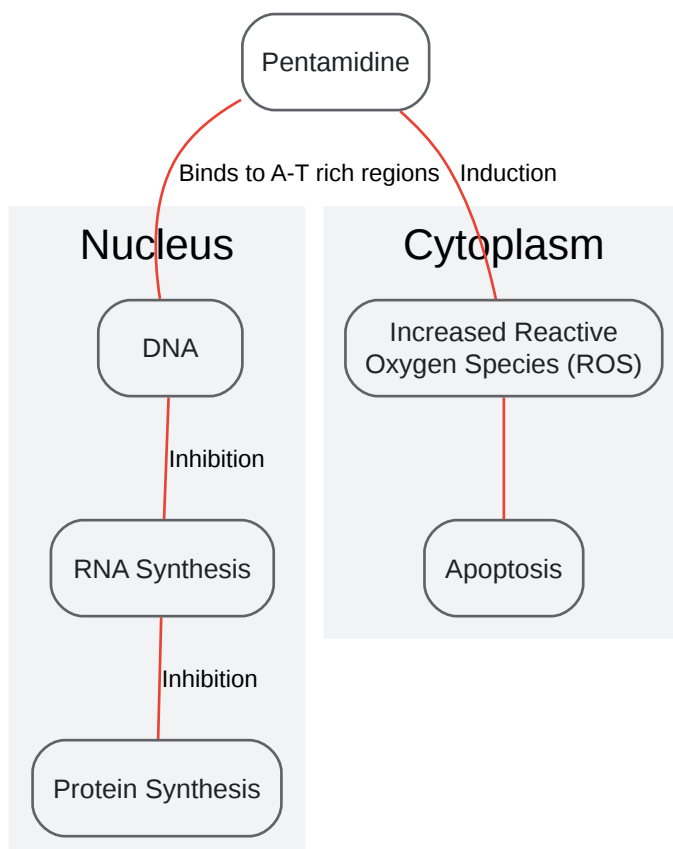 Pentamidine
Binds to A-T rich regions
Induction
Nucleus
Cytoplasm
DNA
Increased Reactive
Oxygen Species (ROS)
Inhibition
RNA Synthesis
Apoptosis
Inhibition
Protein Synthesis